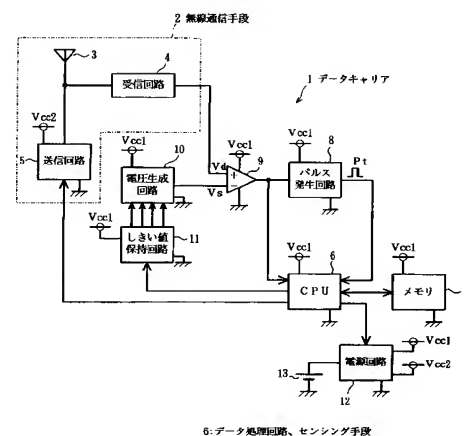 2 無線通信手段
3
4
受信回路
1 データキャリア
Vcc2
5
送信回路
Vcc1
10
電圧生成
回路
Vd
Vs
+
−
Vcc1
9
Vcc1
8
パルス
発生回路
Pt
Vcc1
しきい値
保持回路
11
Vcc1
6
CPU
Vcc1
メモリ
13
電源回路
12
Vcc1
Vcc2
6:データ処理回路、センシング手段